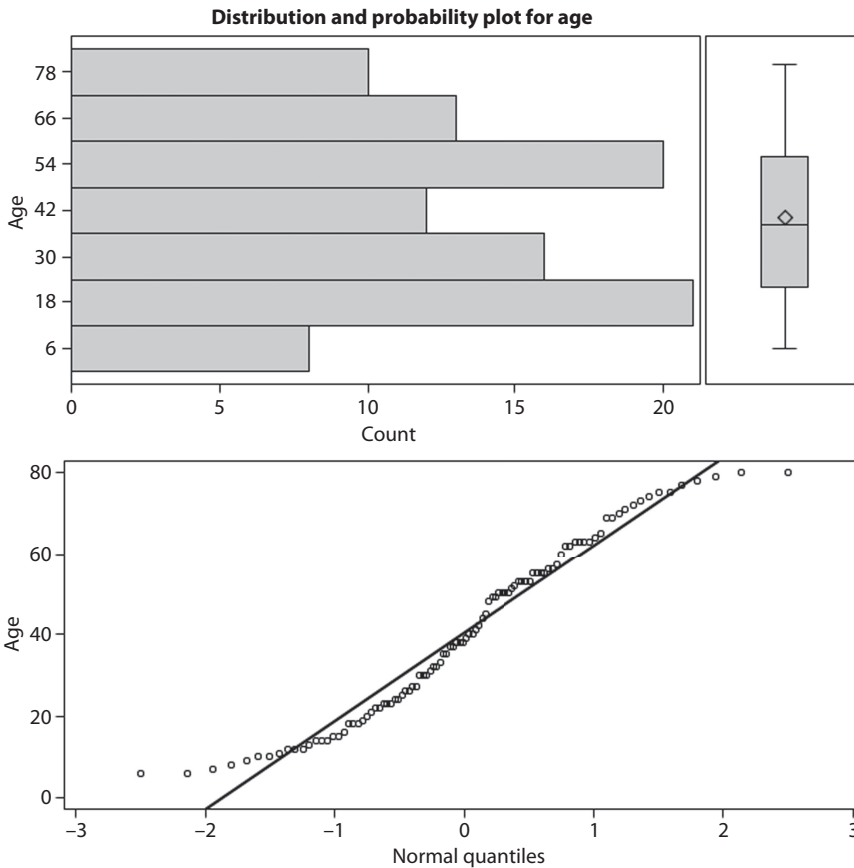 Distribution and probability plot for age
78
66
54
42
30
18
6
Age
0 5 10 15 20
Count
80
60
40
20
0
Age
−3 −2 −1 0 1 2 3
Normal quantiles